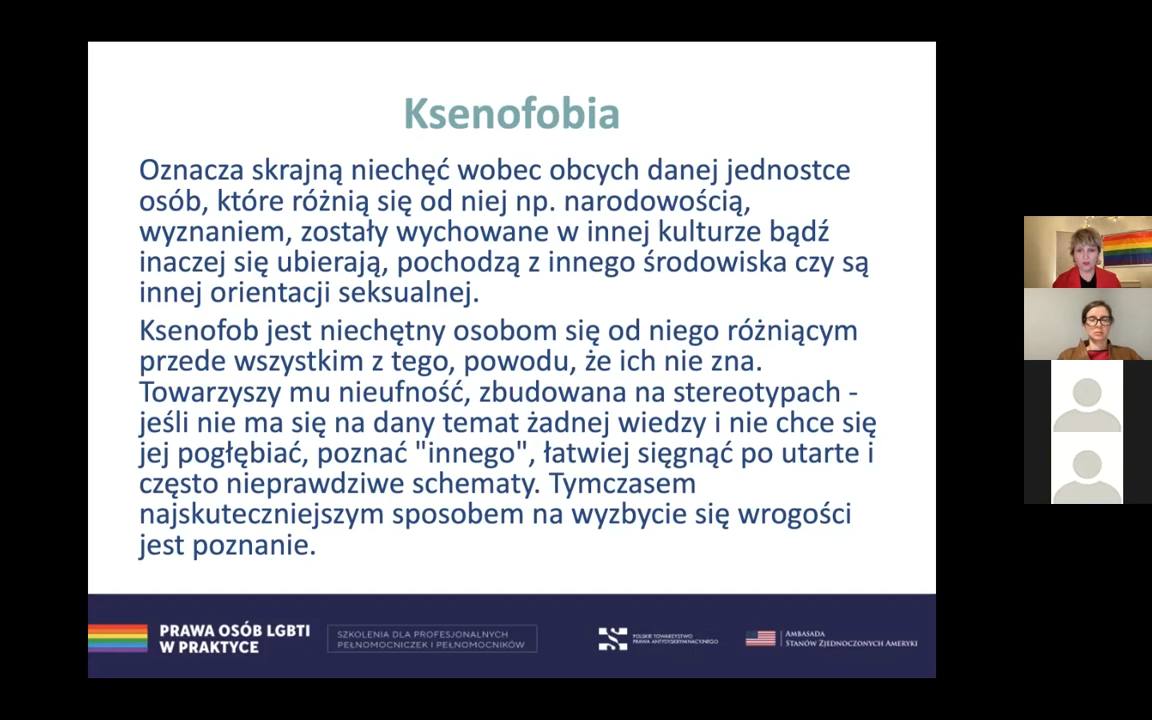 Ksenofobia
Oznacza skrajną niechęć wobec obcych danej jednostce
osób, które różnią się od niej np. narodowością,
wyznaniem, zostały wychowane w innej kulturze bądź
inaczej się ubierają, pochodzą z innego środowiska czy są
innej orientacji seksualnej.
Ksenofob jest niechętny osobom się od niego różniącym
przede wszystkim z tego, powodu, że ich nie zna.
Towarzyszy mu nieufność, zbudowana na stereotypach -
jeśli nie ma się na dany temat żadnej wiedzy i nie chce się
jej pogłębiać, poznać "innego", łatwiej sięgnąć po utarte i
często nieprawdziwe schematy. Tymczasem
najskuteczniejszym sposobem na wyzbycie się wrogości
jest poznanie.
PRAWA OSÓB LGBTI
W PRAKTYCE
SZKOLENIA DLA PROFESJONALNYCH
PEŁNOMOCNICZEK I PEŁNOMOCNIKÓW
POLSKIE TOWARZYSTWO
PRAWA ANTYDYSKRYMINACYJNEGO
AMBASADA
STANÓW ZJEDNOCZONYCH AMERYKI